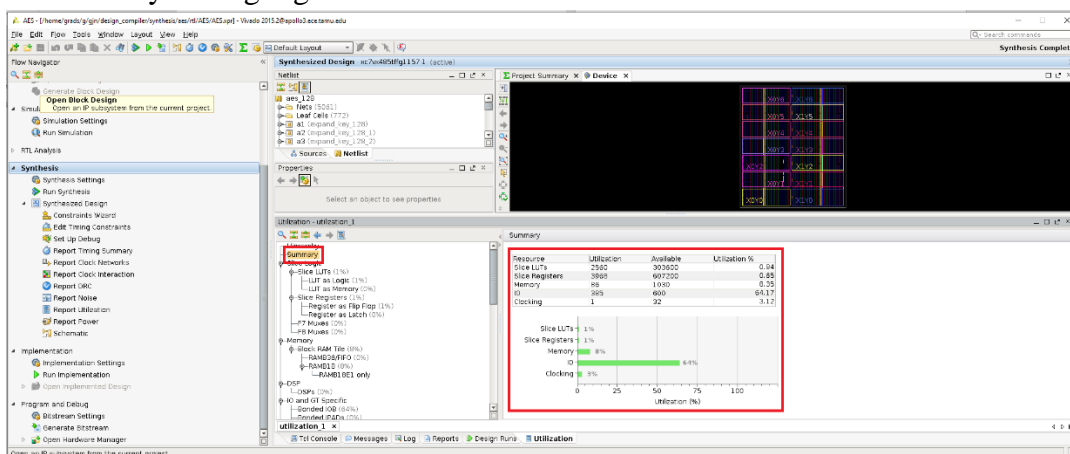 AES - [/home/grads/g/gjn/design_compiler/synthesis/aes/rtl/AES/AES.xpr] - Vivado 2015.2@apollo3.ece.tamu.edu
File Edit Flow Tools Window Layout View Help
Search commands
Default Layout
Synthesis Complet
Flow Navigator
Generate Block Design
Open Block Design
Open an IP subsystem from the current project.
Simul
Simulation Settings
Run Simulation
RTL Analysis
Synthesis
Synthesis Settings
Run Synthesis
Synthesized Design
Constraints Wizard
Edit Timing Constraints
Set Up Debug
Report Timing Summary
Report Clock Networks
Report Clock Interaction
Report DRC
Report Noise
Report Utilization
Report Power
Schematic
Implementation
Implementation Settings
Run Implementation
Open Implemented Design
Program and Debug
Bitstream Settings
Generate Bitstream
Open Hardware Manager
Open an IP subsystem from the current project
Synthesized Design - xc7vx485tffg1157-1 (active)
Netlist
aes_128
Nets (5061)
Leaf Cells (772)
a1 (expand_key_128)
a2 (expand_key_128_1)
a3 (expand_key_128_2)
Sources Netlist
Properties
Select an object to see properties
Project Summary Device
X0Y6 X1Y6
X0Y5 X1Y5
X0Y4 X1Y4
X0Y3 X1Y3
X0Y2 X1Y2
X0Y1 X1Y1
X0Y0 X1Y0
Utilization - utilization_1
Hierarchy
Summary
Slice Logic
Slice LUTs (1%)
LUT as Logic (1%)
LUT as Memory (0%)
Slice Registers (1%)
Register as Flip Flop (1%)
Register as Latch (0%)
F7 Muxes (0%)
F8 Muxes (0%)
Memory
Block RAM Tile (8%)
RAMB36/FIFO (0%)
RAMB18 (8%)
RAMB18E1 only
DSP
DSPs (0%)
IO and GT Specific
Bonded IOB (64%)
Bonded IPADs (0%)
utilization_1
Summary
Resource Utilization Available Utilization %
Slice LUTs 2560 303600 0.84
Slice Registers 3968 607200 0.65
Memory 86 1030 8.35
IO 385 600 64.17
Clocking 1 32 3.12
Slice LUTs 1%
Slice Registers 1%
Memory 8%
IO 64%
Clocking 3%
0 25 50 75 100
Utilization (%)
Tcl Console Messages Log Reports Design Runs Utilization